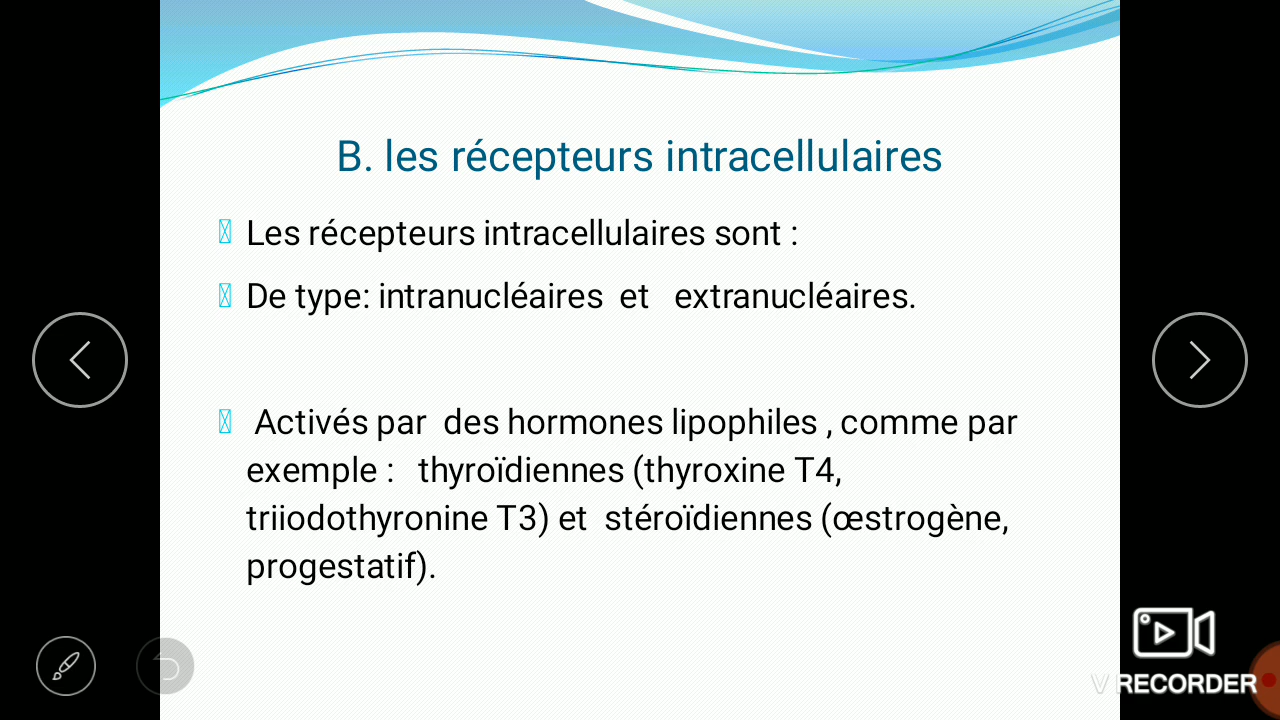 B. les récepteurs intracellulaires
Les récepteurs intracellulaires sont :
De type: intranucléaires et extranucléaires.
Activés par des hormones lipophiles , comme par
exemple : thyroïdiennes (thyroxine T4,
triiodothyronine T3) et stéroïdiennes (œstrogène,
progestatif).
V RECORDER